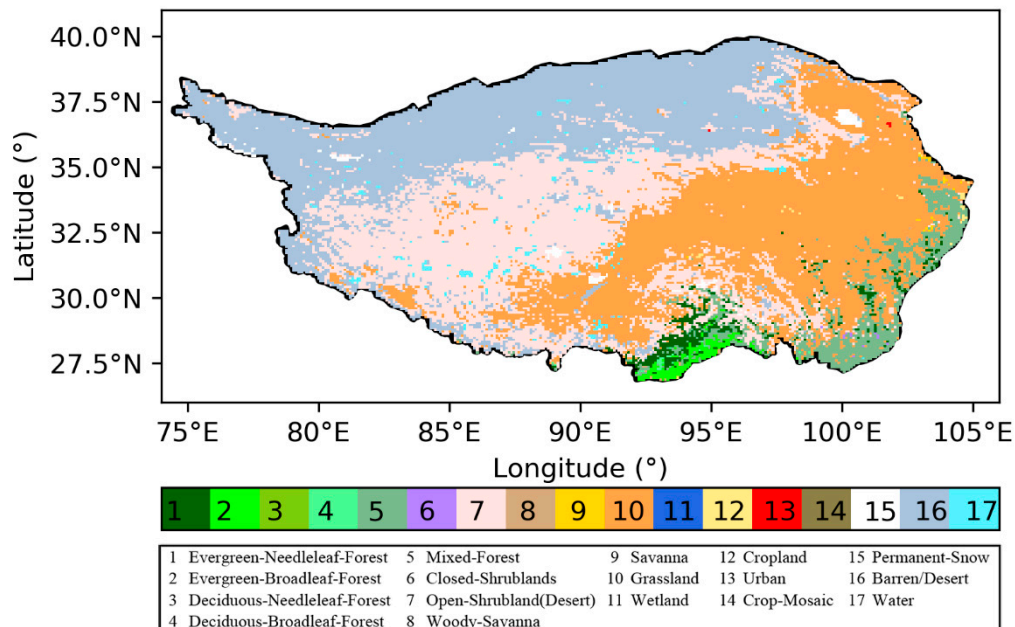 40.0°N
37.5°N
35.0°N
32.5°N
30.0°N
27.5°N
Latitude (°)
75°E 80°E 85°E 90°E 95°E 100°E 105°E
Longitude (°)
1 2 3 4 5 6 7 8 9 10 11 12 13 14 15 16 17
1 Evergreen-Needleleaf-Forest 5 Mixed-Forest 9 Savanna 12 Cropland 15 Permanent-Snow
2 Evergreen-Broadleaf-Forest 6 Closed-Shrublands 10 Grassland 13 Urban 16 Barren/Desert
3 Deciduous-Needleleaf-Forest 7 Open-Shrubland(Desert) 11 Wetland 14 Crop-Mosaic 17 Water
4 Deciduous-Broadleaf-Forest 8 Woody-Savanna